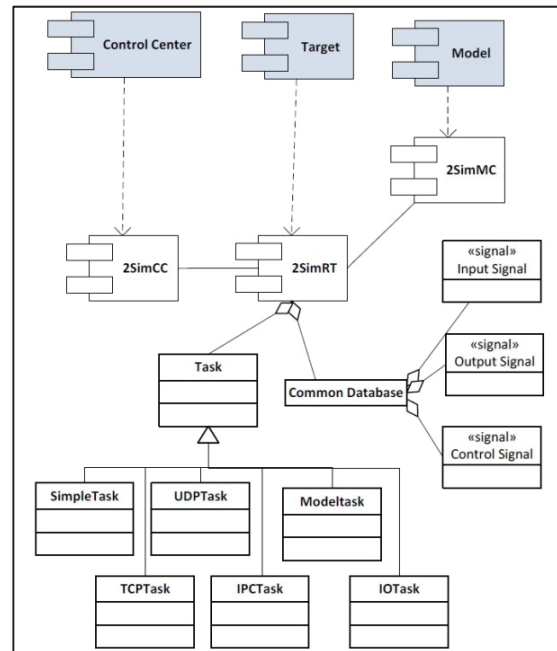 Control Center
Target
Model
2SimMC
2SimCC
2SimRT
«signal»
Input Signal
«signal»
Output Signal
«signal»
Control Signal
Task
Common Database
SimpleTask
UDPTask
Modeltask
TCPTask
IPCTask
IOTask